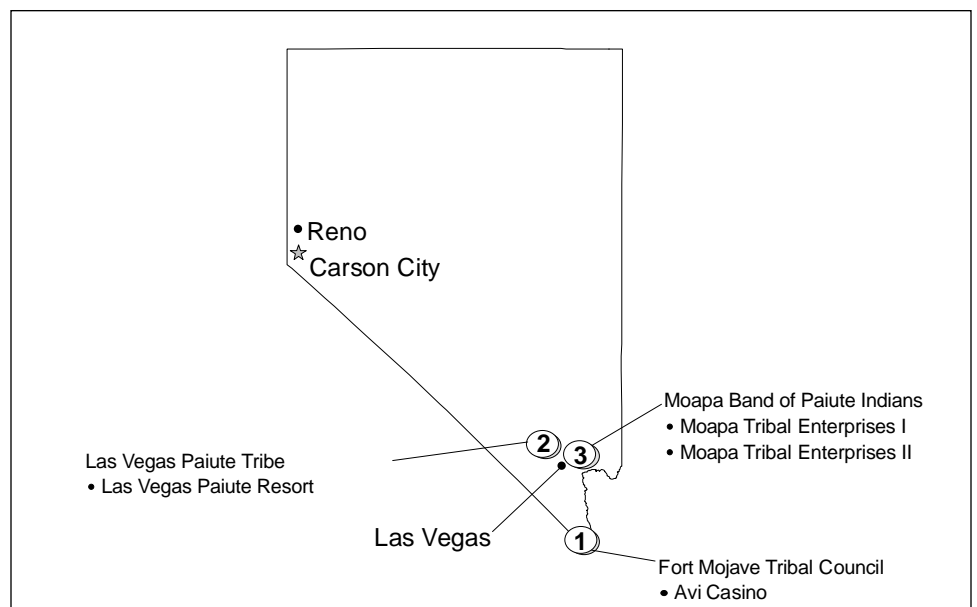 Reno
Carson City
Moapa Band of Paiute Indians
• Moapa Tribal Enterprises I
• Moapa Tribal Enterprises II
2
3
Las Vegas Paiute Tribe
• Las Vegas Paiute Resort
Las Vegas
1
Fort Mojave Tribal Council
• Avi Casino